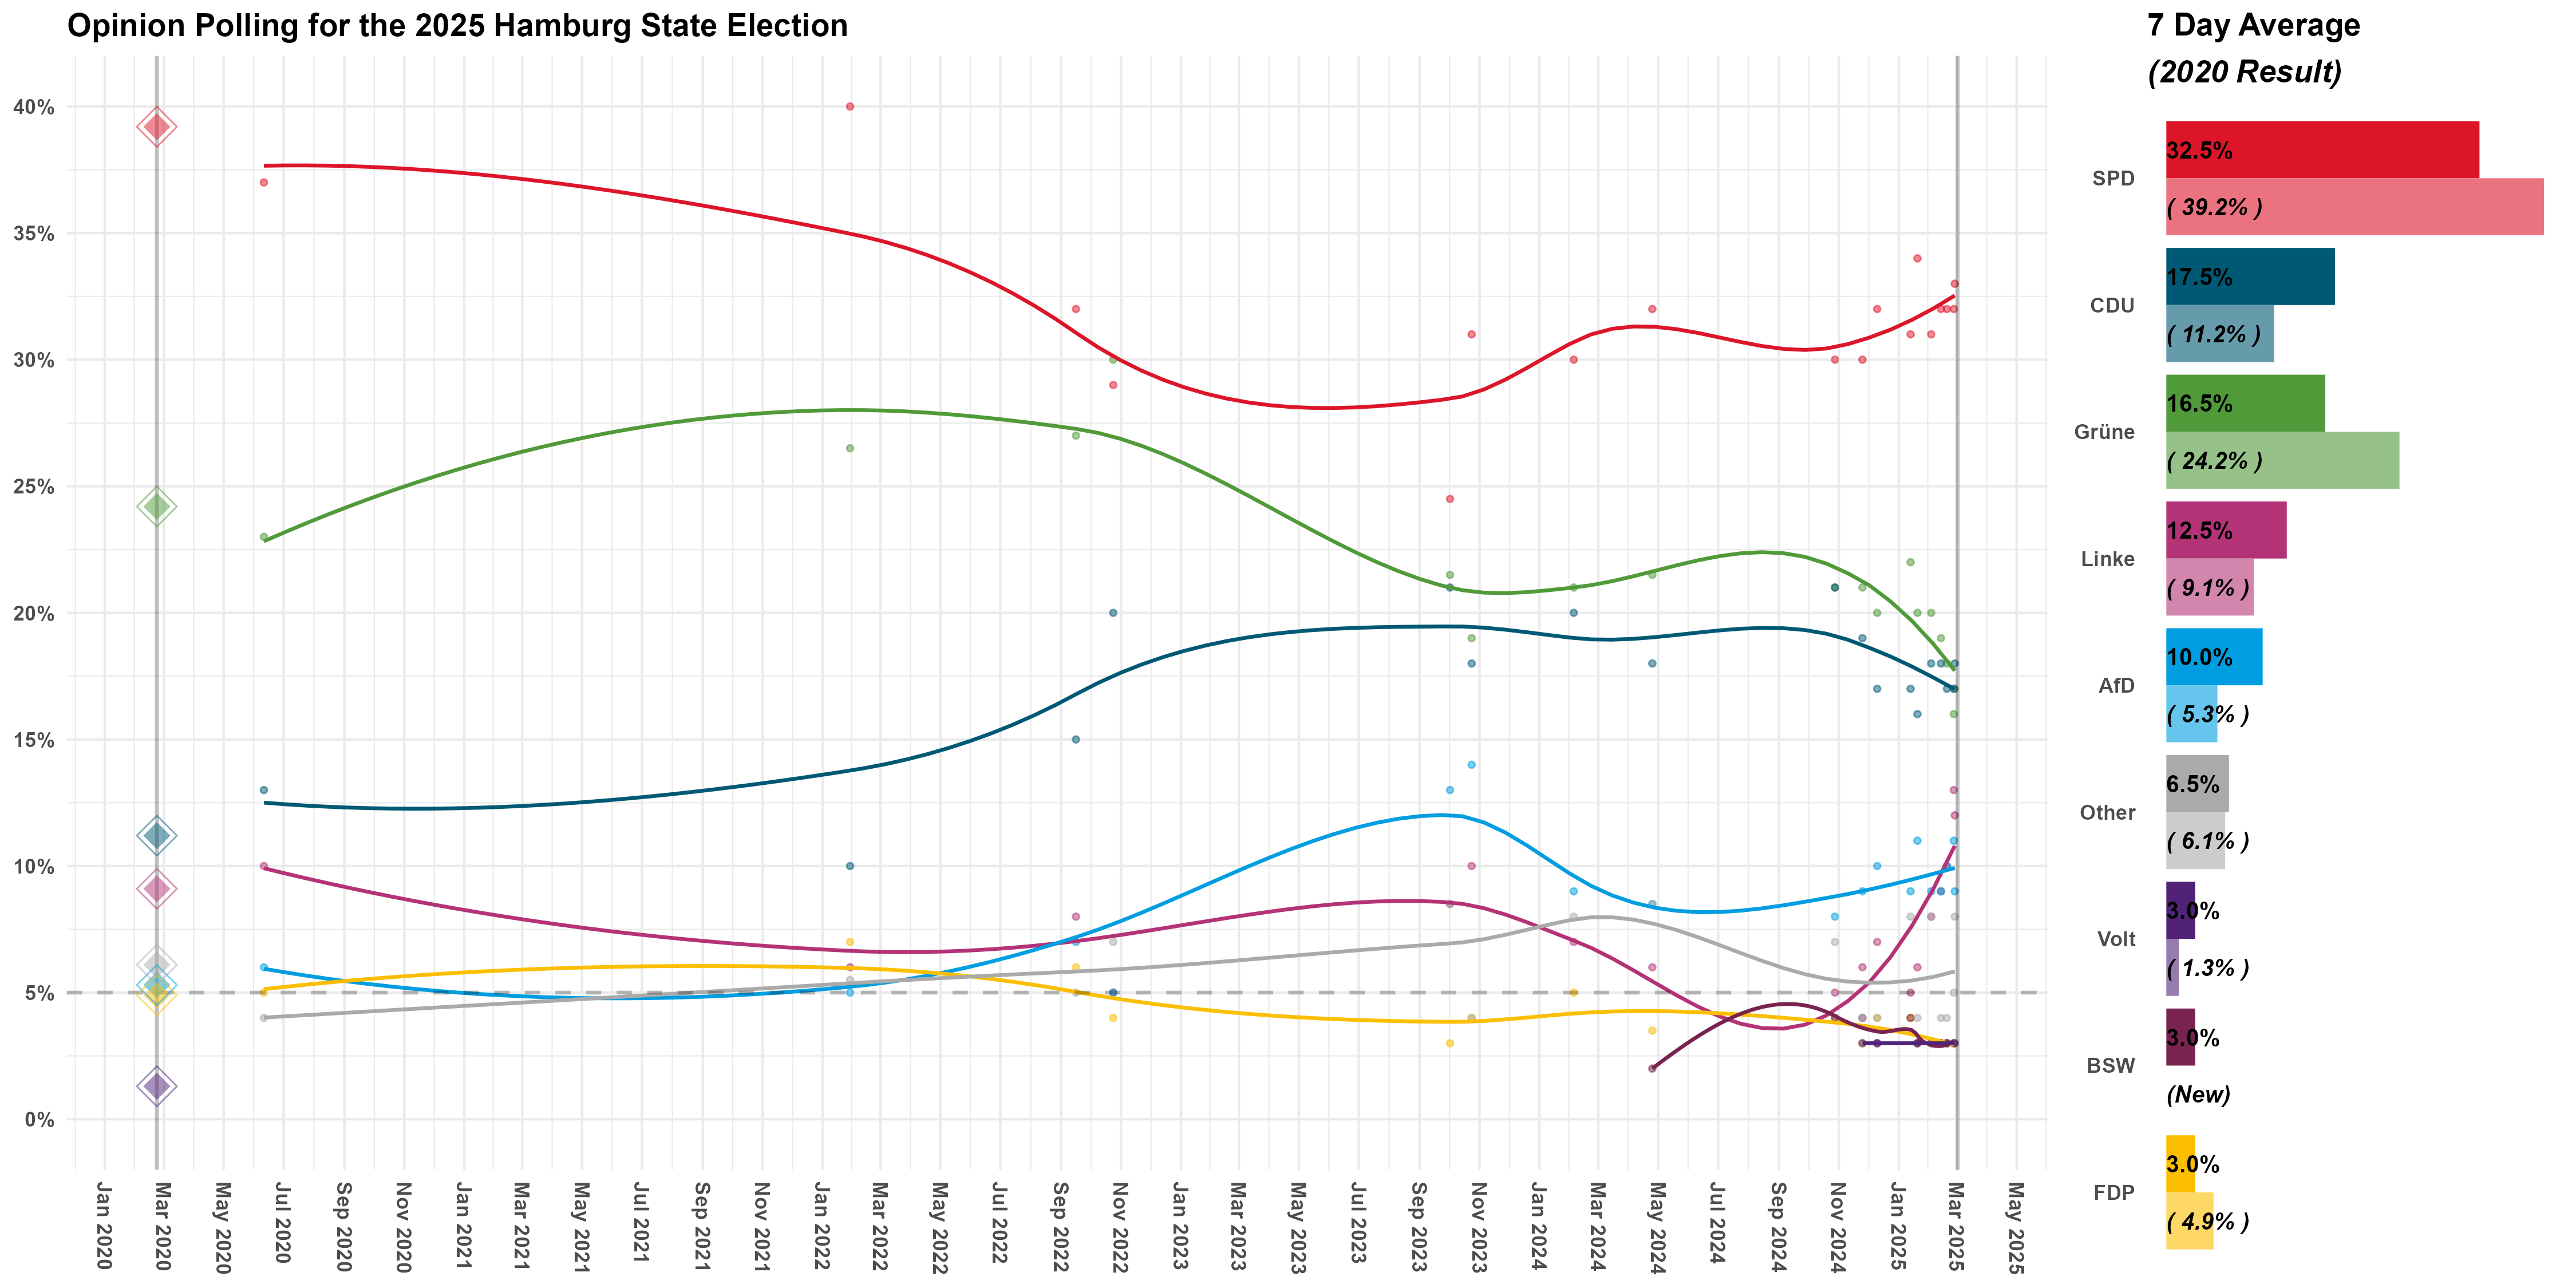 Opinion Polling for the 2025 Hamburg State Election
40%
35%
30%
25%
20%
15%
10%
5%
0%
Jan 2020
Mar 2020
May 2020
Jul 2020
Sep 2020
Nov 2020
Jan 2021
Mar 2021
May 2021
Jul 2021
Sep 2021
Nov 2021
Jan 2022
Mar 2022
May 2022
Jul 2022
Sep 2022
Nov 2022
Jan 2023
Mar 2023
May 2023
Jul 2023
Sep 2023
Nov 2023
Jan 2024
Mar 2024
May 2024
Jul 2024
Sep 2024
Nov 2024
Jan 2025
Mar 2025
May 2025
7 Day Average
(2020 Result)
SPD
32.5%
( 39.2% )
CDU
17.5%
( 11.2% )
Grüne
16.5%
( 24.2% )
Linke
12.5%
( 9.1% )
AfD
10.0%
( 5.3% )
Other
6.5%
( 6.1% )
Volt
3.0%
( 1.3% )
BSW
3.0%
(New)
FDP
3.0%
( 4.9% )